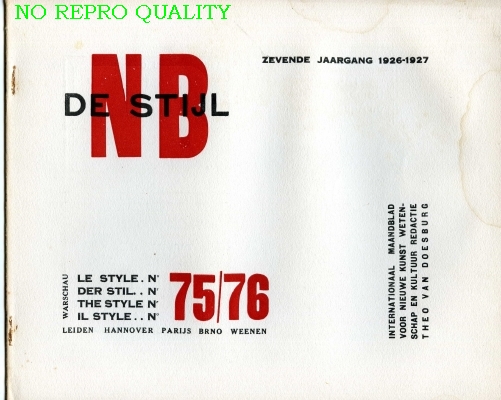 NO REPRO QUALITY
ZEVENDE JAARGANG 1926-1927
NB
DE STIJL
LE STYLE . N°
DER STIL . . N°
THE STYLE N°
IL STYLE . . N°
75/76
WARSCHAU
LEIDEN HANNOVER PARIJS BRNO WEENEN
INTERNATIONAAL MAANDBLAD
VOOR NIEUWE KUNST WETEN-
SCHAP EN KULTUUR REDACTIE
THEO VAN DOESBURG